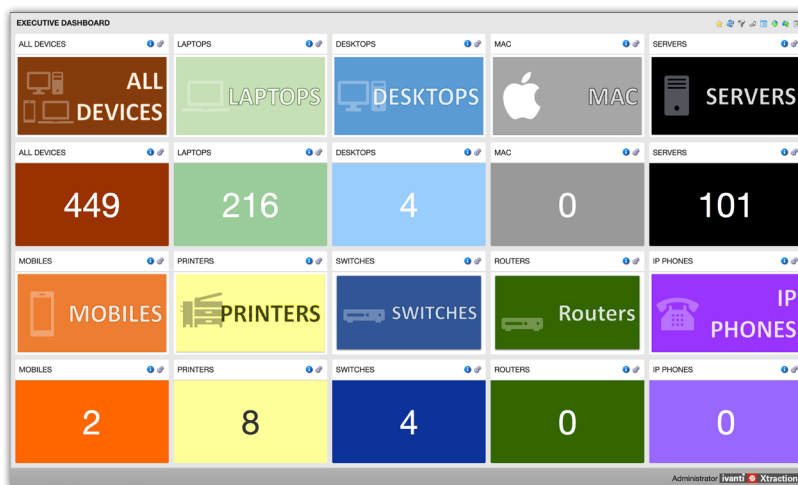 EXECUTIVE DASHBOARD
ALL DEVICES LAPTOPS DESKTOPS MAC SERVERS
ALL
DEVICES
LAPTOPS
DESKTOPS
MAC
SERVERS
ALL DEVICES LAPTOPS DESKTOPS MAC SERVERS
449 216 4 0 101
MOBILES PRINTERS SWITCHES ROUTERS IP PHONES
MOBILES
PRINTERS
SWITCHES
Routers
IP
PHONES
MOBILES PRINTERS SWITCHES ROUTERS IP PHONES
2 8 4 0 0
Administrator ivanti Xtraction